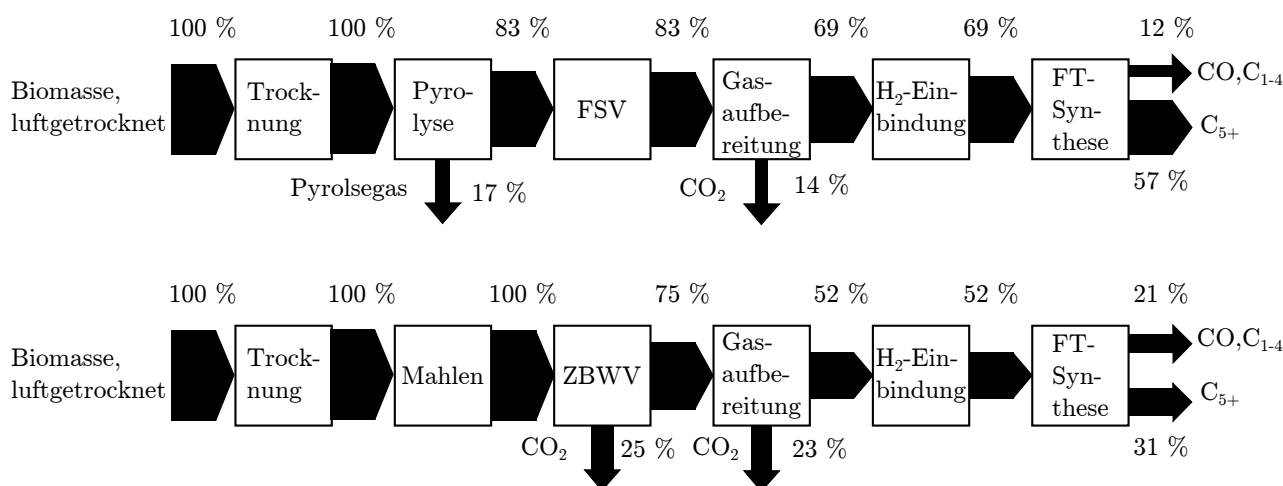 100 % 100 % 83 % 83 % 69 % 69 % 12 %
Biomasse,
luftgetrocknet
Trock-
nung
Pyro-
lyse
FSV
Gas-
aufbe-
reitung
H₂-Ein-
bindung
FT-
Syn-
these
CO,C₁₋₄
C₅₊
57 %
Pyrolsegas
17 %
CO₂
14 %
100 % 100 % 100 % 75 % 52 % 52 % 21 %
Biomasse,
luftgetrocknet
Trock-
nung
Mahlen
ZBWV
Gas-
aufbe-
reitung
H₂-Ein-
bindung
FT-
Syn-
these
CO,C₁₋₄
C₅₊
31 %
CO₂
25 %
CO₂
23 %